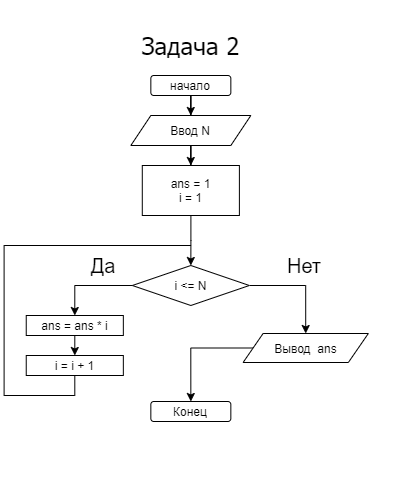 Задача 2
начало
Ввод N
ans = 1
i = 1
Да
Нет
i <= N
ans = ans * i
i = i + 1
Вывод ans
Конец